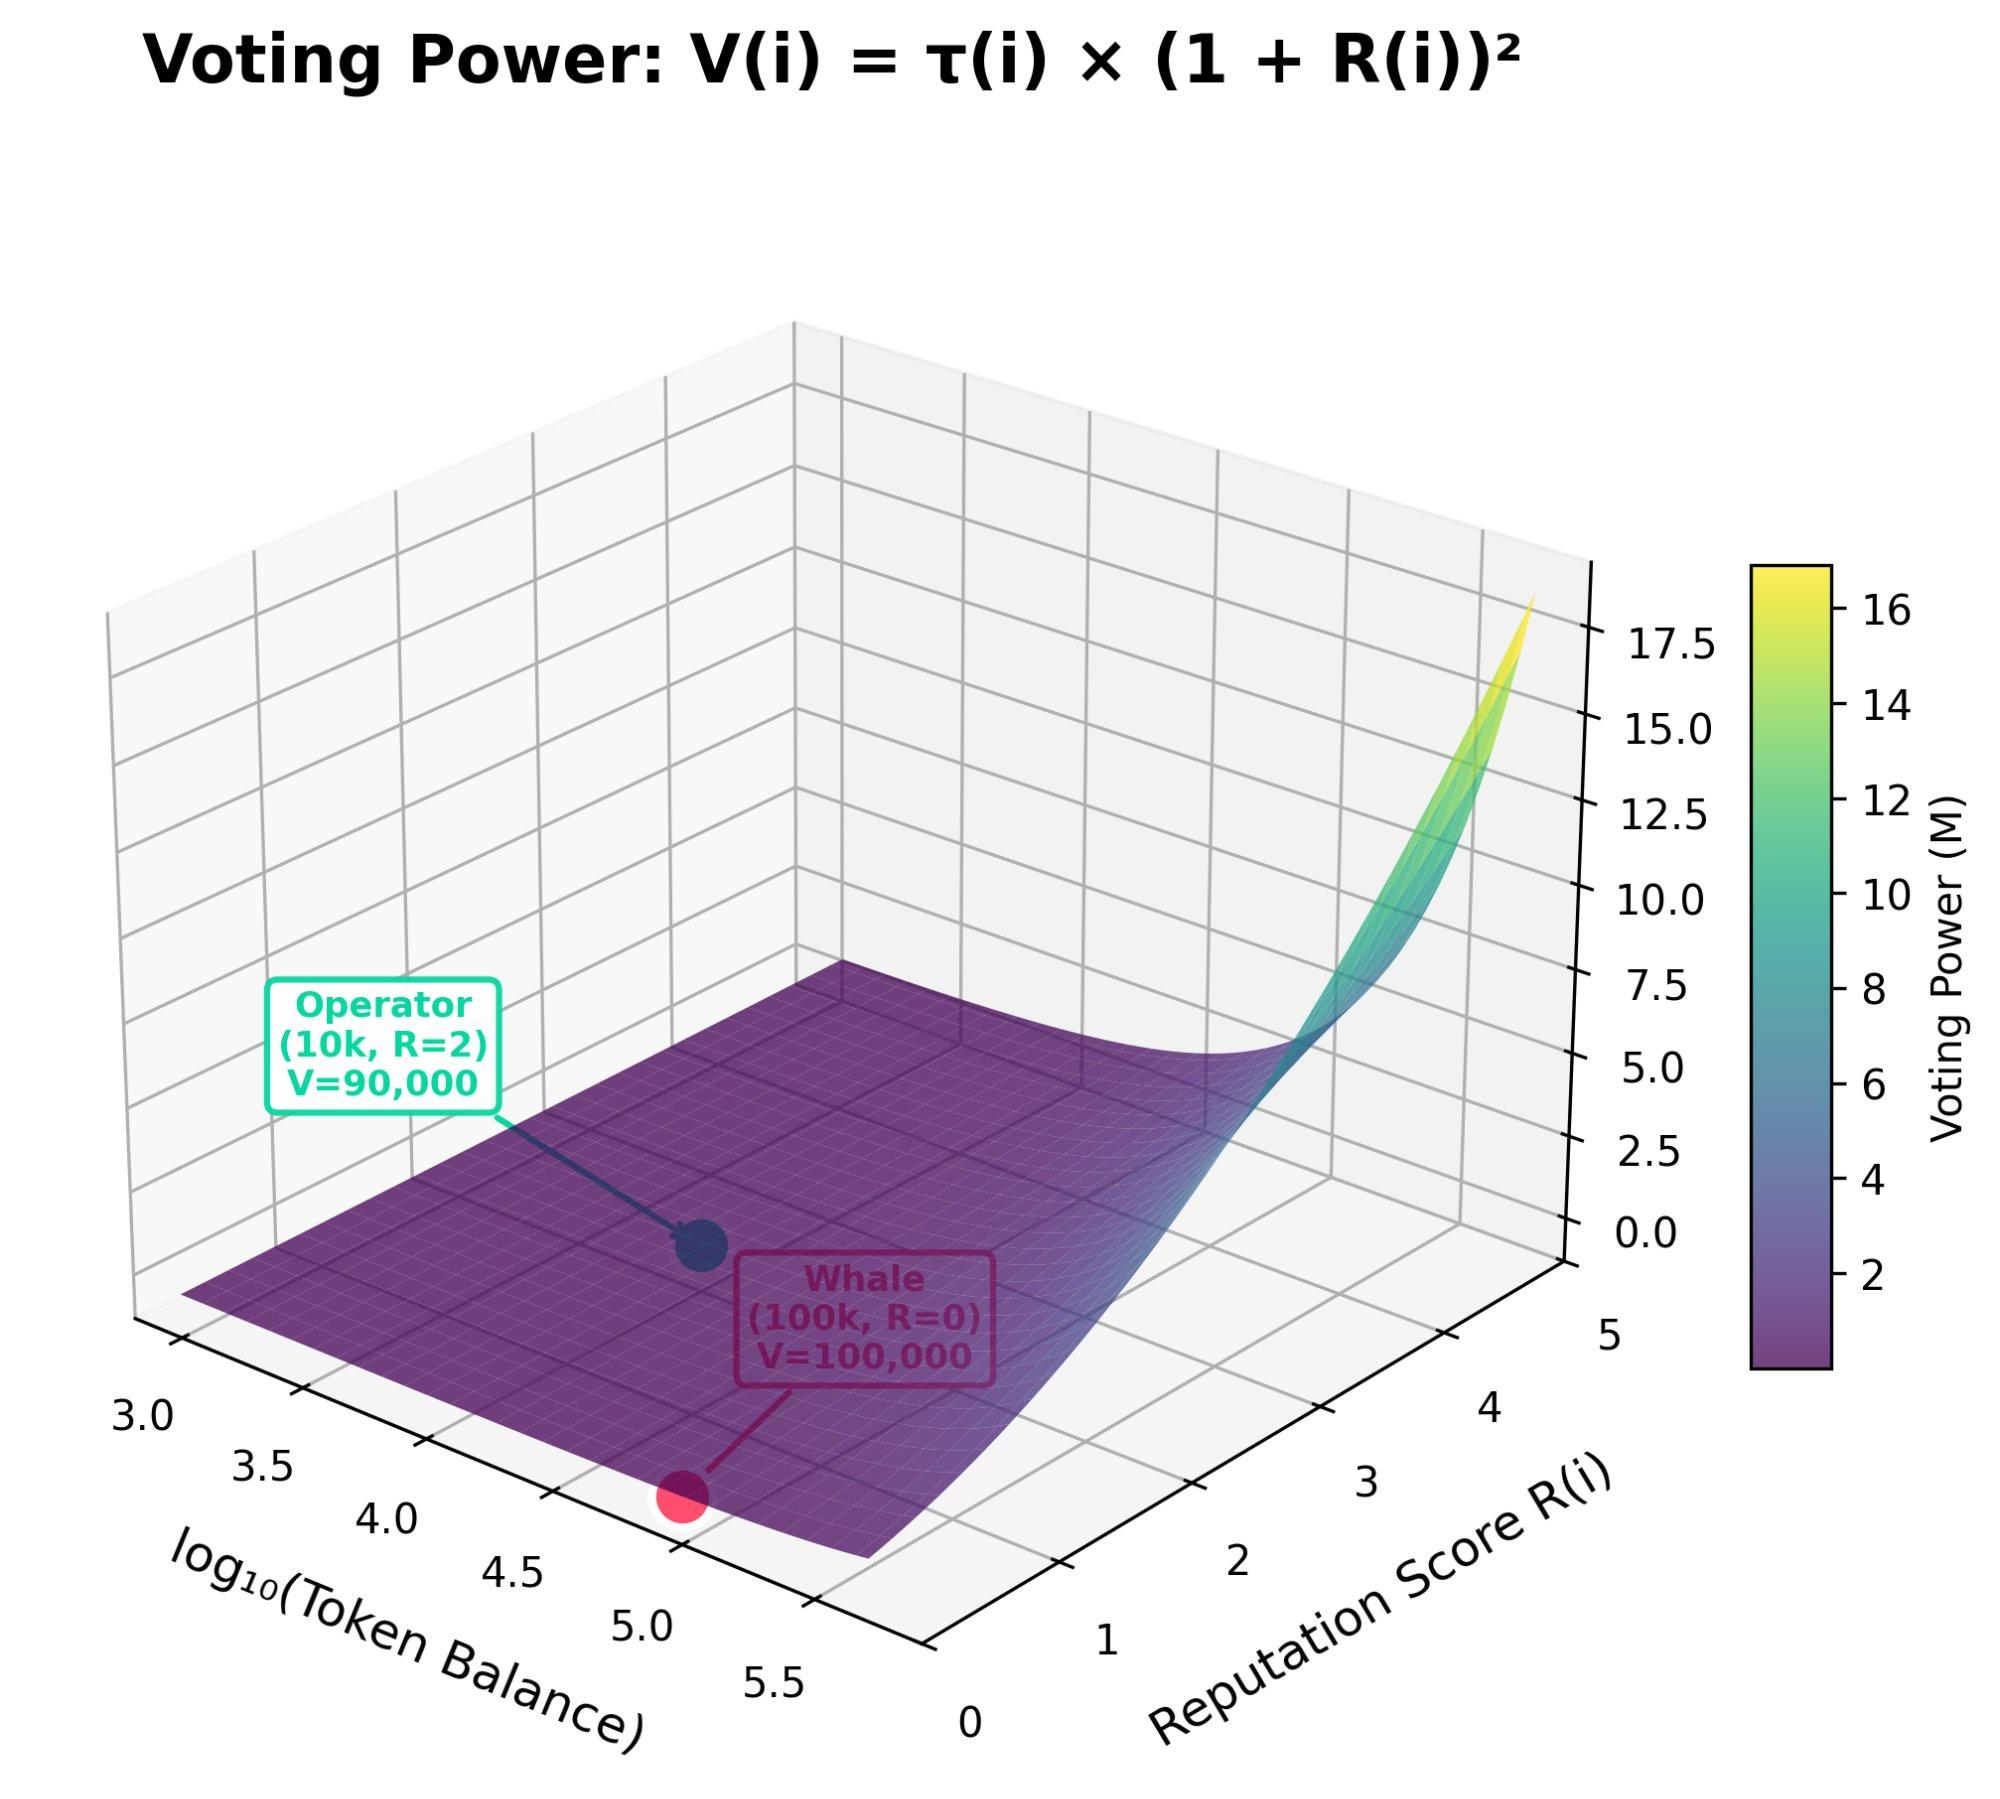 Voting Power: V(i) = τ(i) × (1 + R(i))²
Operator
(10k, R=2)
V=90,000
Whale
(100k, R=0)
V=100,000
3.0
3.5
4.0
4.5
5.0
5.5
log₁₀(Token Balance)
0
1
2
3
4
5
Reputation Score R(i)
17.5
15.0
12.5
10.0
7.5
5.0
2.5
0.0
16
14
12
10
8
6
4
2
Voting Power (M)